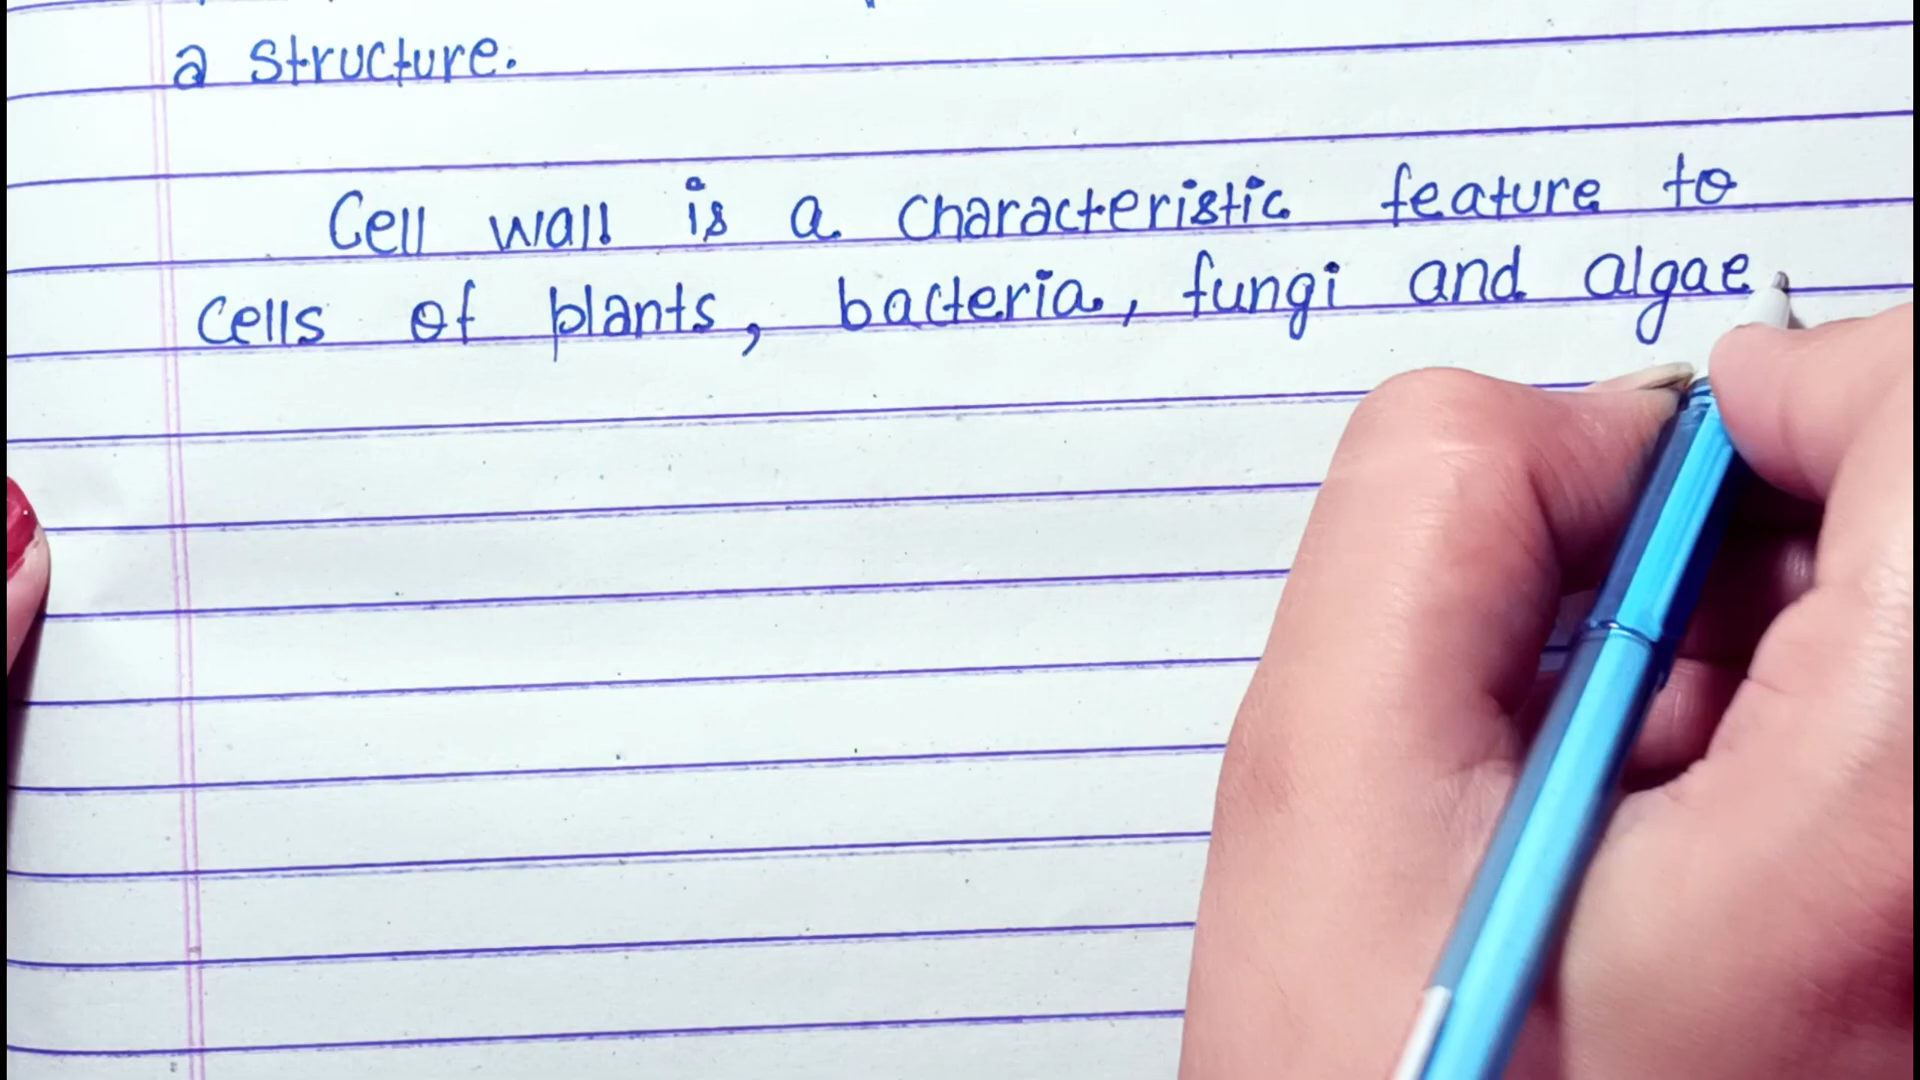 a structure.
Cell wall is a characteristic feature to
cells of plants, bacteria, fungi and algae